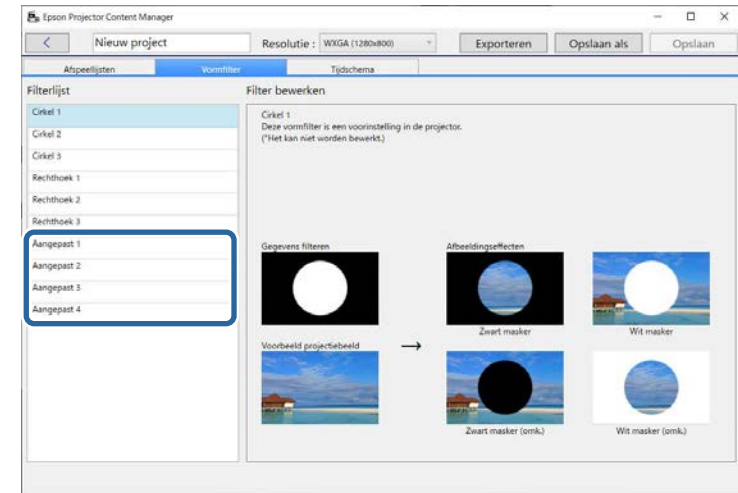 Epson Projector Content Manager
Nieuw project
Resolutie :
WXGA (1280x800)
Exporteren
Opslaan als
Opslaan
Afspeellijsten
Vormfilter
Tijdschema
Filterlijst
Cirkel 1
Cirkel 2
Cirkel 3
Rechthoek 1
Rechthoek 2
Rechthoek 3
Aangepast 1
Aangepast 2
Aangepast 3
Aangepast 4
Filter bewerken
Cirkel 1
Deze vormfilter is een voorinstelling in de projector.
(*Het kan niet worden bewerkt.)
Gegevens filteren
Afbeeldingseffecten
Zwart masker
Wit masker
Voorbeeld projectiebeeld
→
Zwart masker (omk.)
Wit masker (omk.)